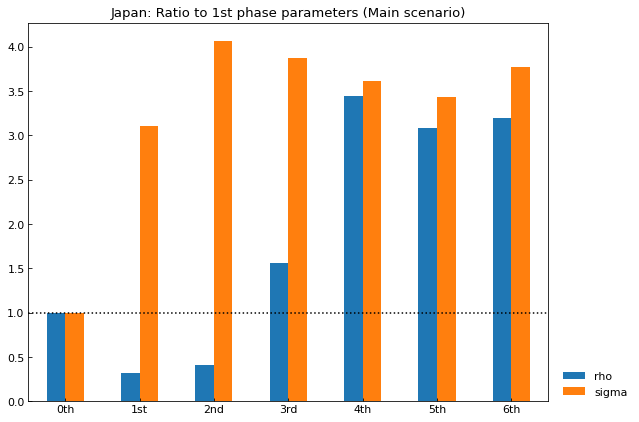 Japan: Ratio to 1st phase parameters (Main scenario)
4.0
3.5
3.0
2.5
2.0
1.5
1.0
0.5
0.0
0th 1st 2nd 3rd 4th 5th 6th
rho
sigma